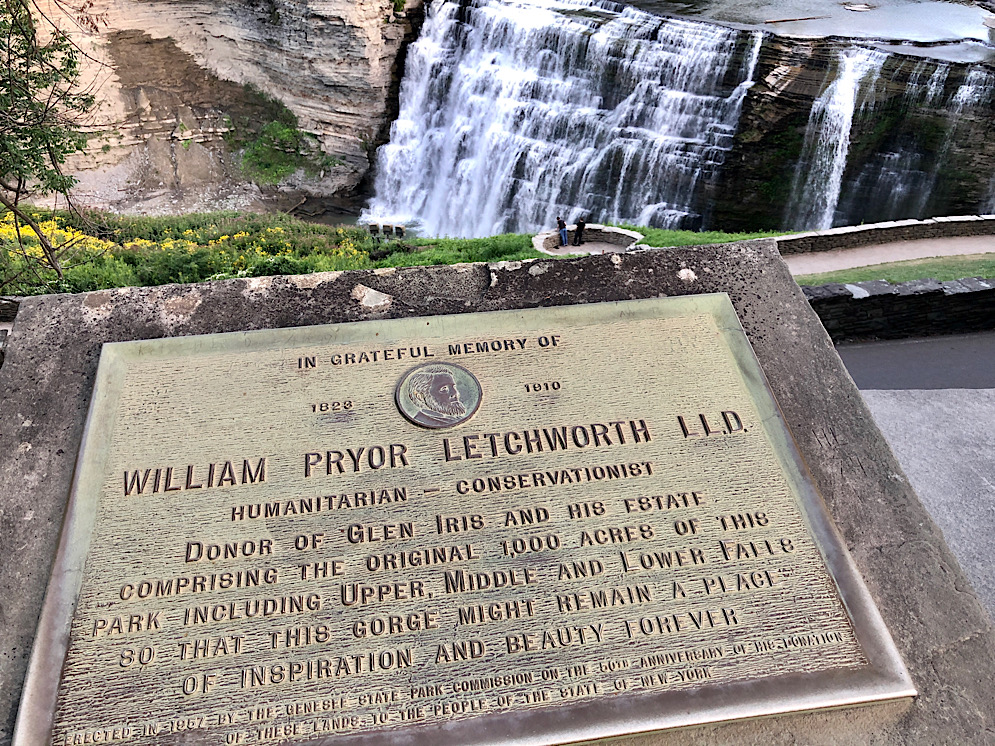 IN GRATEFUL MEMORY OF
1823 1910
WILLIAM PRYOR LETCHWORTH LL.D.
HUMANITARIAN – CONSERVATIONIST
DONOR OF GLEN IRIS AND HIS ESTATE
COMPRISING THE ORIGINAL 1,000 ACRES OF THIS
PARK INCLUDING UPPER, MIDDLE AND LOWER FALLS
SO THAT THIS GORGE MIGHT REMAIN A PLACE
OF INSPIRATION AND BEAUTY FOREVER
ERECTED IN 1957 BY THE GENESEE STATE PARK COMMISSION ON THE 50TH ANNIVERSARY OF HIS DONATION
OF THESE LANDS TO THE PEOPLE OF THE STATE OF NEW YORK